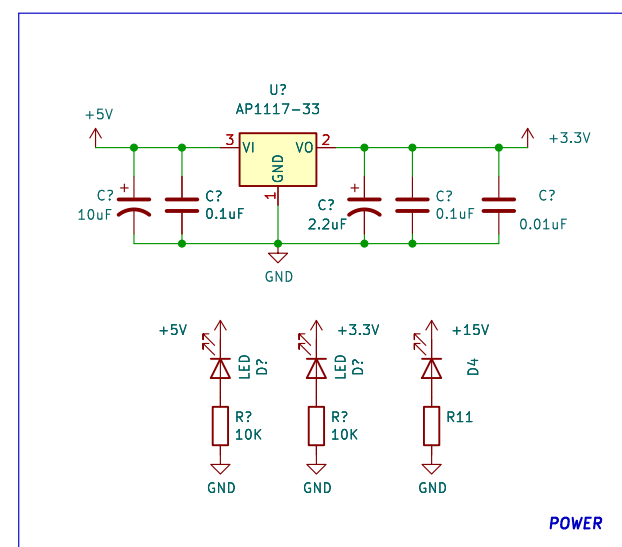 U?
AP1117-33
+5V
+3.3V
3
VI
VO
2
GND
1
C?
+
10uF
C?
0.1uF
C?
+
2.2uF
C?
0.1uF
C?
0.01uF
GND
+5V
LED
D?
R?
10K
GND
+3.3V
LED
D?
R?
10K
GND
+15V
D4
R11
GND
POWER